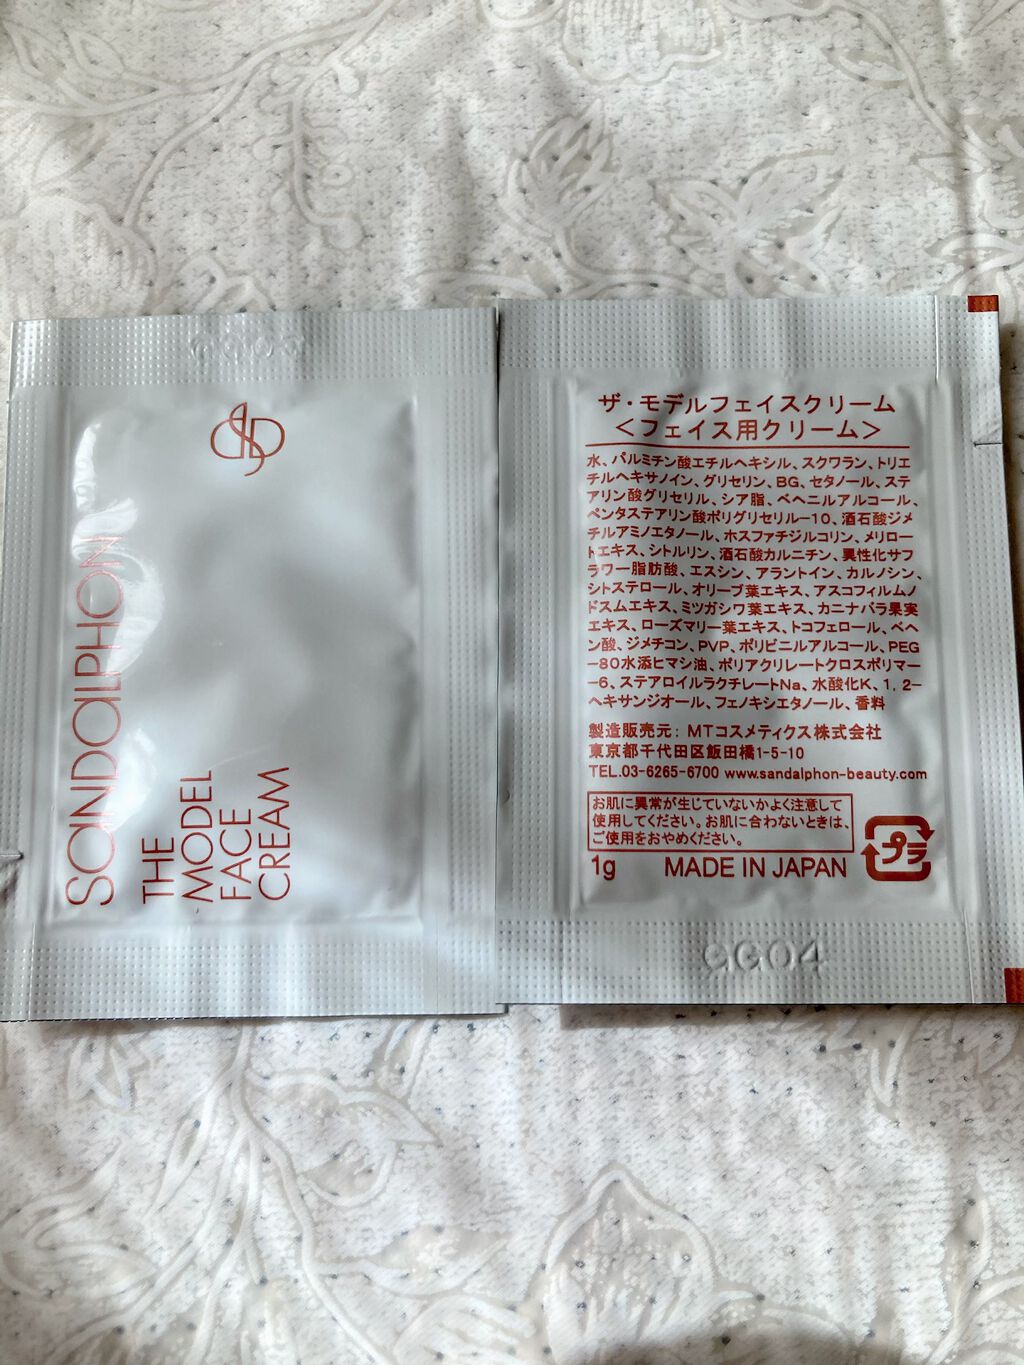 SANDALPHON
THE
MODEL
FACE
CREAM
ザ・モデルフェイスクリーム
＜フェイス用クリーム＞
水、パルミチン酸エチルヘキシル、スクワラン、トリエ
チルヘキサノイン、グリセリン、BG、セタノール、ステ
アリン酸グリセリル、シア脂、ベヘニルアルコール、
ペンタステアリン酸ポリグリセリル−10、酒石酸ジメ
チルアミノエタノール、ホスファチジルコリン、メリロー
トエキス、シトルリン、酒石酸カルニチン、異性化サフ
ラワー脂肪酸、エスシン、アラントイン、カルノシン、
シトステロール、オリーブ葉エキス、アスコフィルムノ
ドスムエキス、ミツガシワ葉エキス、カニナバラ果実
エキス、ローズマリー葉エキス、トコフェロール、ベヘ
ン酸、ジメチコン、PVP、ポリビニルアルコール、PEG
−80水添ヒマシ油、ポリアクリレートクロスポリマー
−6、ステアロイルラクチレートNa、水酸化K、1，2−
ヘキサンジオール、フェノキシエタノール、香料
製造販売元：MTコスメティクス株式会社
東京都千代田区飯田橋1-5-10
TEL.03-6265-6700 www.sandalphon-beauty.com
お肌に異常が生じていないかよく注意して
使用してください。お肌に合わないときは、
ご使用をおやめください。
プラ
1g MADE IN JAPAN
GG04